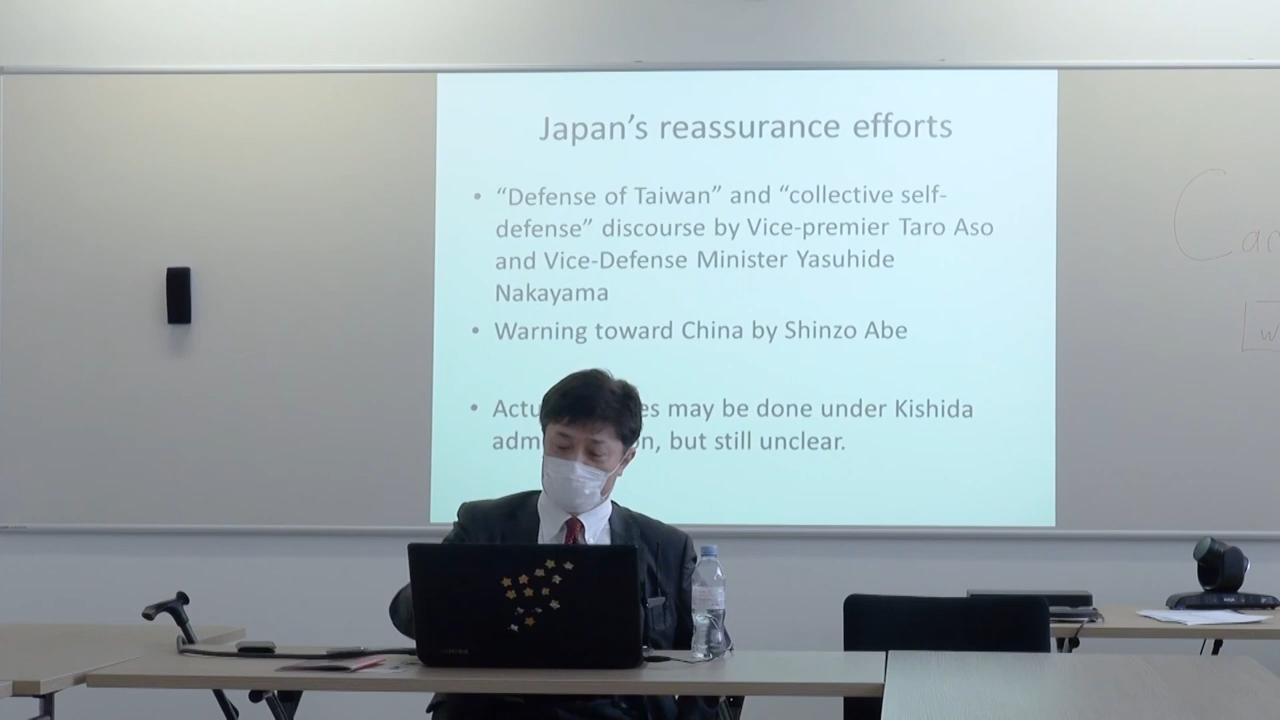 Japan’s reassurance efforts
• “Defense of Taiwan” and “collective self-
defense” discourse by Vice-premier Taro Aso
and Vice-Defense Minister Yasuhide
Nakayama
• Warning toward China by Shinzo Abe
• Actu es may be done under Kishida
adm on, but still unclear.